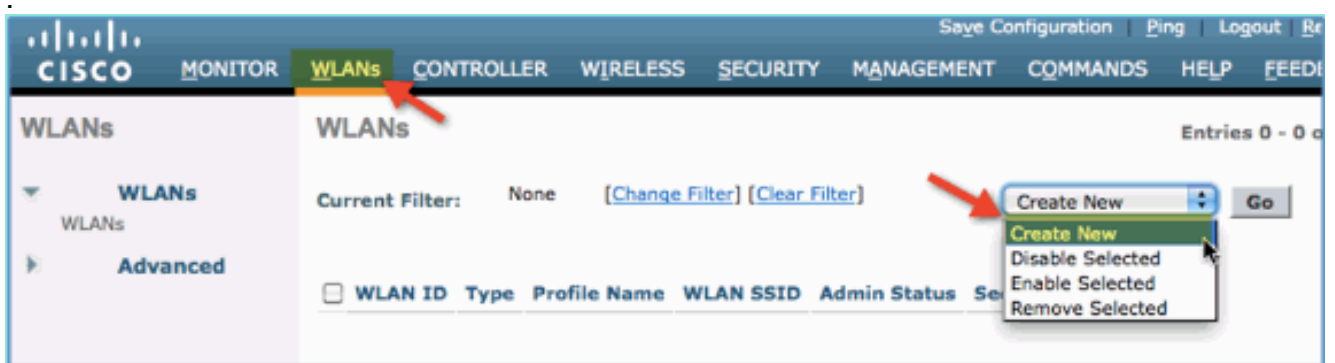 .
Save Configuration | Ping | Logout
CISCO MONITOR WLANs CONTROLLER WIRELESS SECURITY MANAGEMENT COMMANDS HELP
WLANs
WLANs
WLANs
Advanced
WLANs
Entries 0 - 0
Current Filter: None [Change Filter] [Clear Filter]
Create New
Go
Create New
Disable Selected
Enable Selected
Remove Selected
WLAN ID Type Profile Name WLAN SSID Admin Status